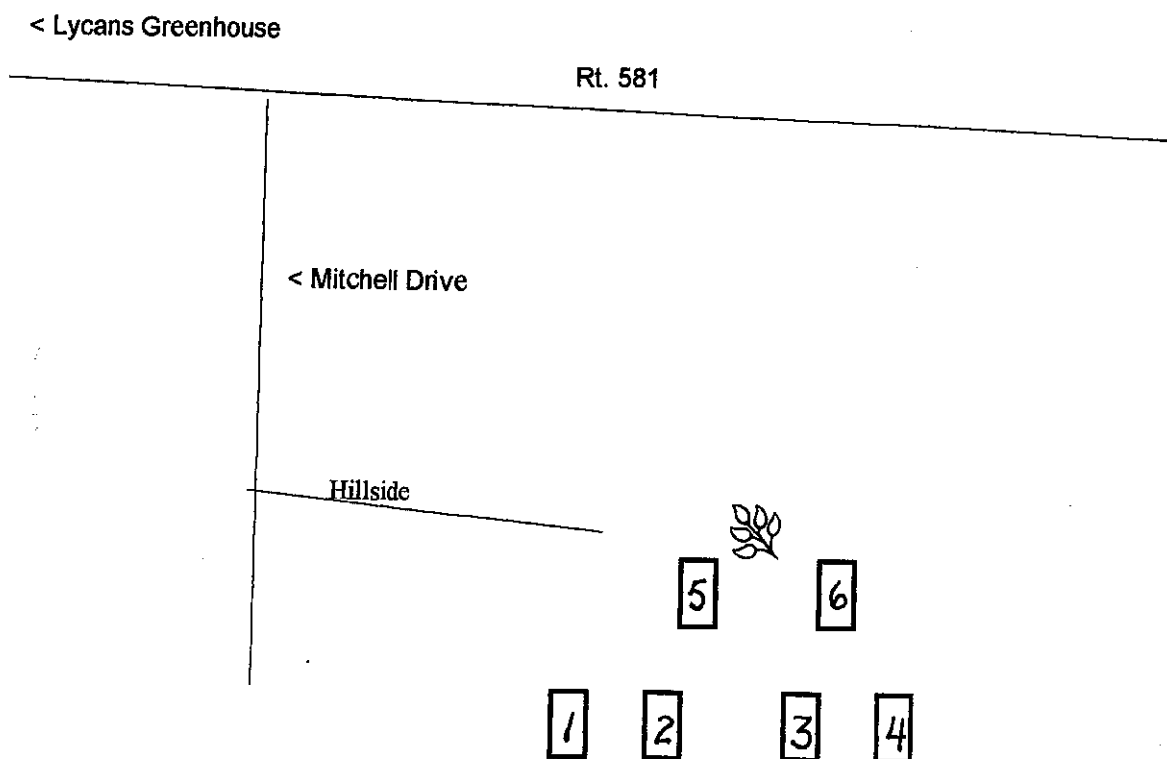 < Lycans Greenhouse
Rt. 581
< Mitchell Drive
Hillside
5 6
1 2 3 4